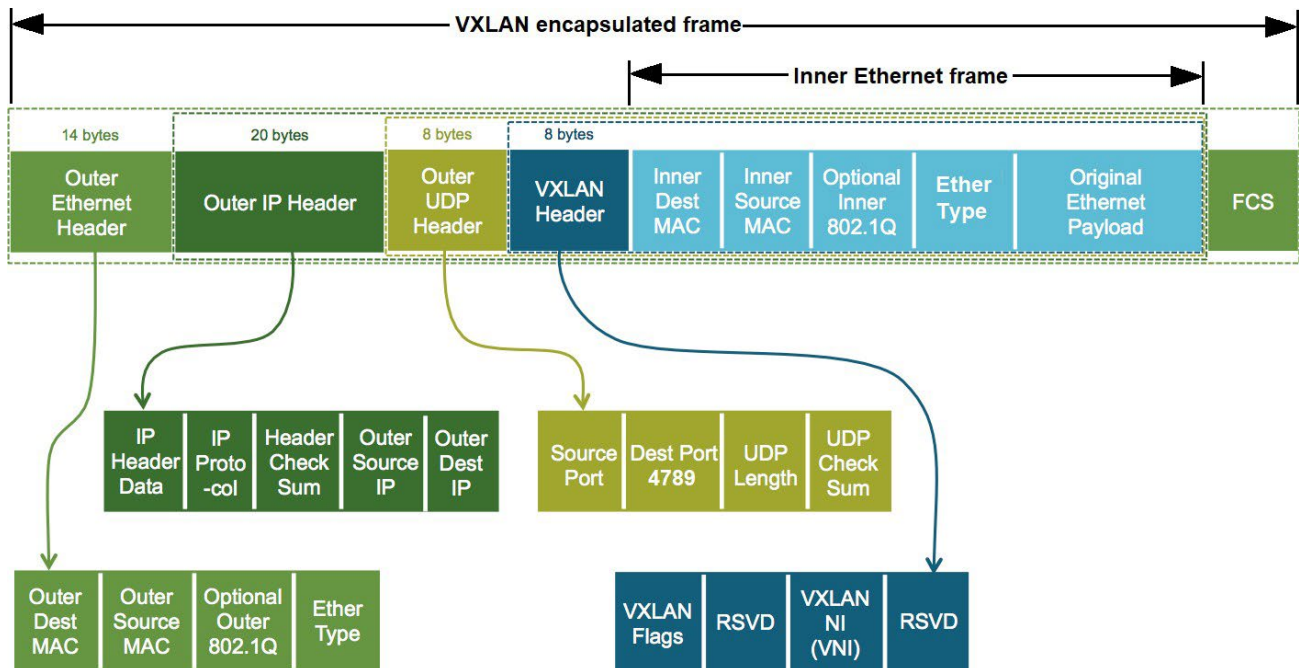 VXLAN encapsulated frame
Inner Ethernet frame
14 bytes
20 bytes
8 bytes
8 bytes
Outer
Ethernet
Header
Outer IP Header
Outer
UDP
Header
VXLAN
Header
Inner
Dest
MAC
Inner
Source
MAC
Optional
Inner
802.1Q
Ether
Type
Original
Ethernet
Payload
FCS
IP
Header
Data
IP
Proto
-col
Header
Check
Sum
Outer
Source
IP
Outer
Dest
IP
Source
Port
Dest Port
4789
UDP
Length
UDP
Check
Sum
Outer
Dest
MAC
Outer
Source
MAC
Optional
Outer
802.1Q
Ether
Type
VXLAN
Flags
RSVD
VXLAN
NI
(VNI)
RSVD